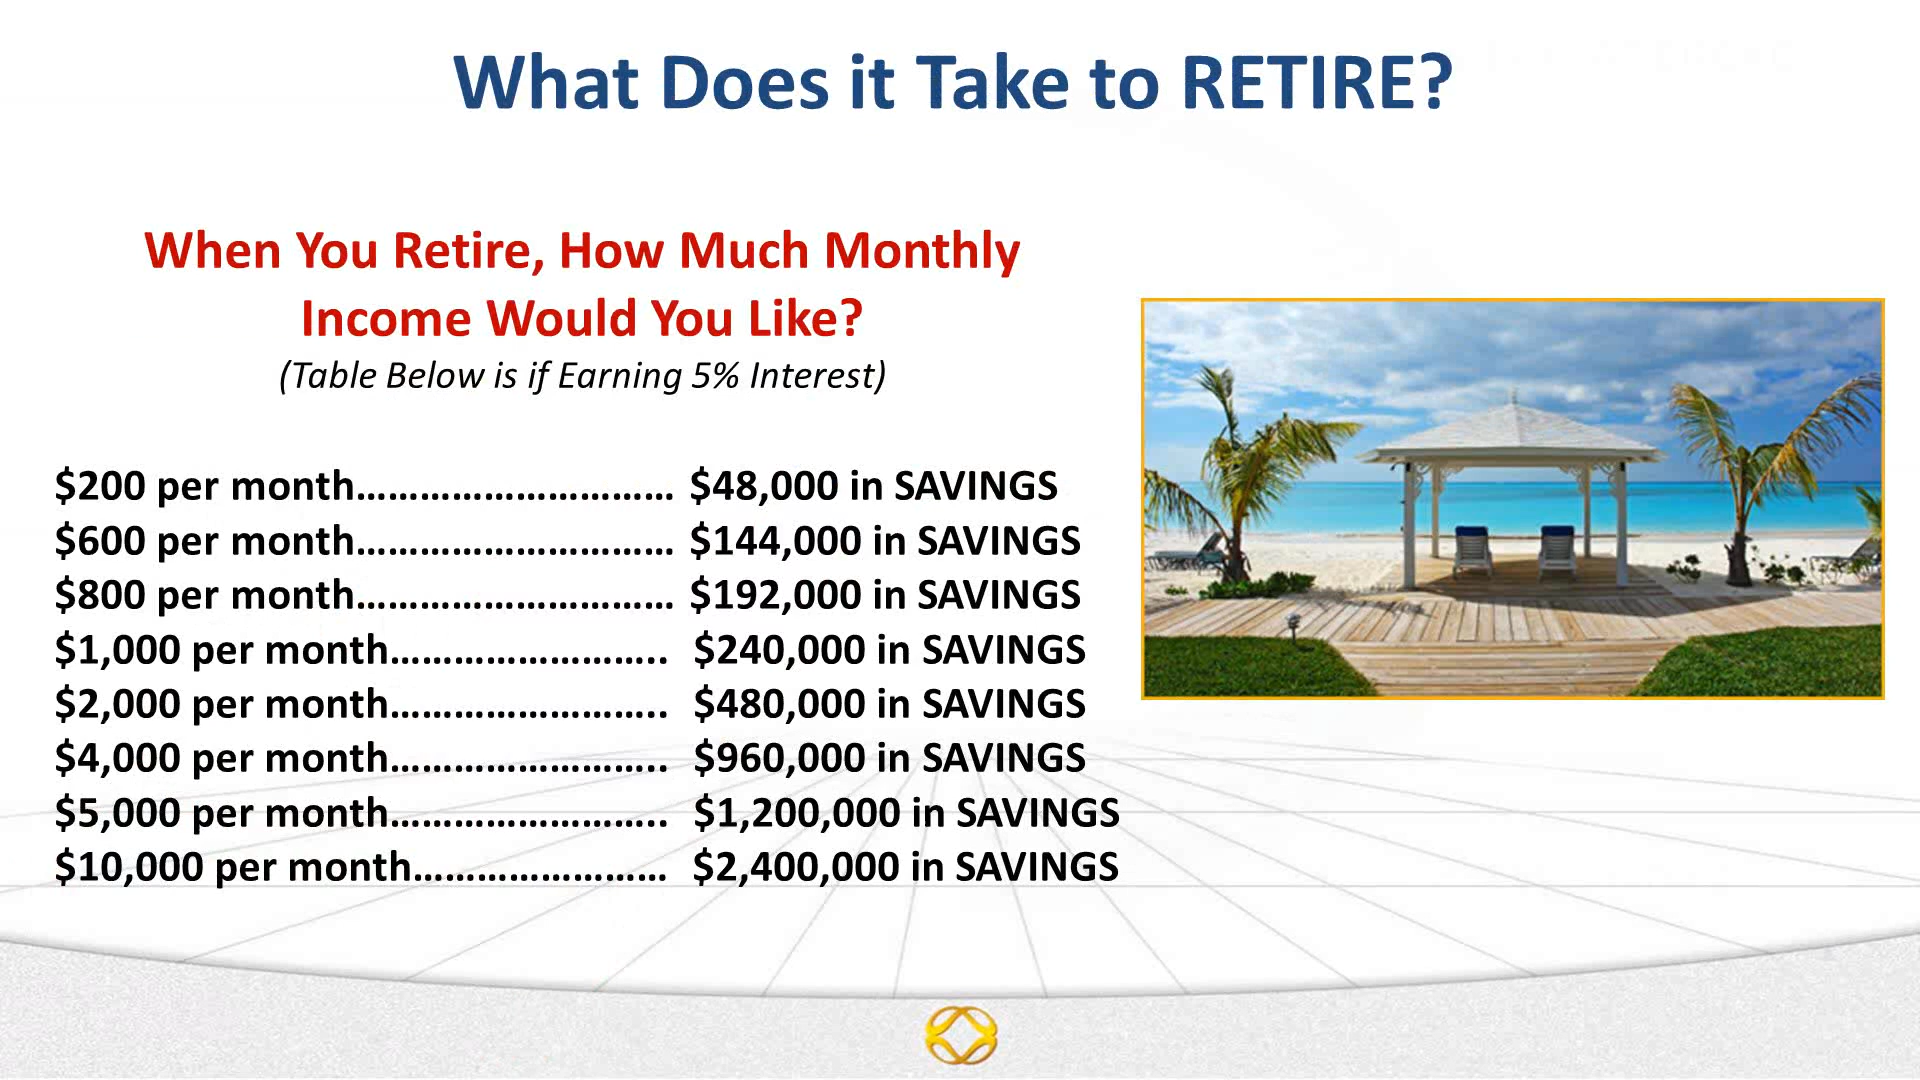 What Does it Take to RETIRE?
When You Retire, How Much Monthly
Income Would You Like?
(Table Below is if Earning 5% Interest)
$200 per month………………………… $48,000 in SAVINGS
$600 per month………………………… $144,000 in SAVINGS
$800 per month………………………… $192,000 in SAVINGS
$1,000 per month…………………….. $240,000 in SAVINGS
$2,000 per month…………………….. $480,000 in SAVINGS
$4,000 per month…………………….. $960,000 in SAVINGS
$5,000 per month…………………….. $1,200,000 in SAVINGS
$10,000 per month…………………… $2,400,000 in SAVINGS